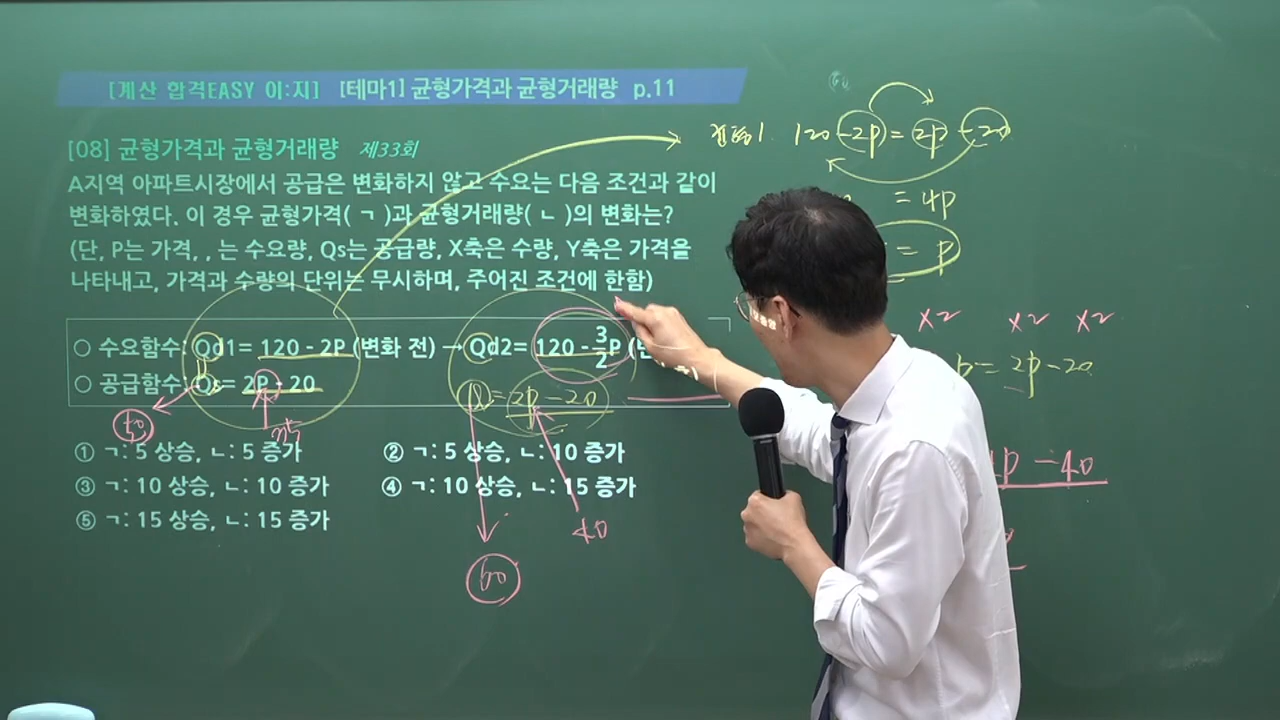 [계산 합격EASY 이:지] [테마1] 균형가격과 균형거래량 p.11
[08] 균형가격과 균형거래량 제33회
A지역 아파트시장에서 공급은 변화하지 않고 수요는 다음 조건과 같이
변화하였다. 이 경우 균형가격( ㄱ )과 균형거래량( ㄴ )의 변화는?
(단, P는 가격, , 는 수요량, Qs는 공급량, X축은 수량, Y축은 가격을
나타내고, 가격과 수량의 단위는 무시하며, 주어진 조건에 한함)
○ 수요함수: Qd1= 120 - 2P (변화 전) → Qd2= 120 - 3/2P
○ 공급함수: Qs= 2P - 20
Q = 2P - 20
50
35
① ㄱ: 5 상승, ㄴ: 5 증가 ② ㄱ: 5 상승, ㄴ: 10 증가
③ ㄱ: 10 상승, ㄴ: 10 증가 ④ ㄱ: 10 상승, ㄴ: 15 증가
⑤ ㄱ: 15 상승, ㄴ: 15 증가
40
60
120 - 2P = 2P - 20
= 4P
= P
×2 ×2 ×2
= 2P - 20
P - 40